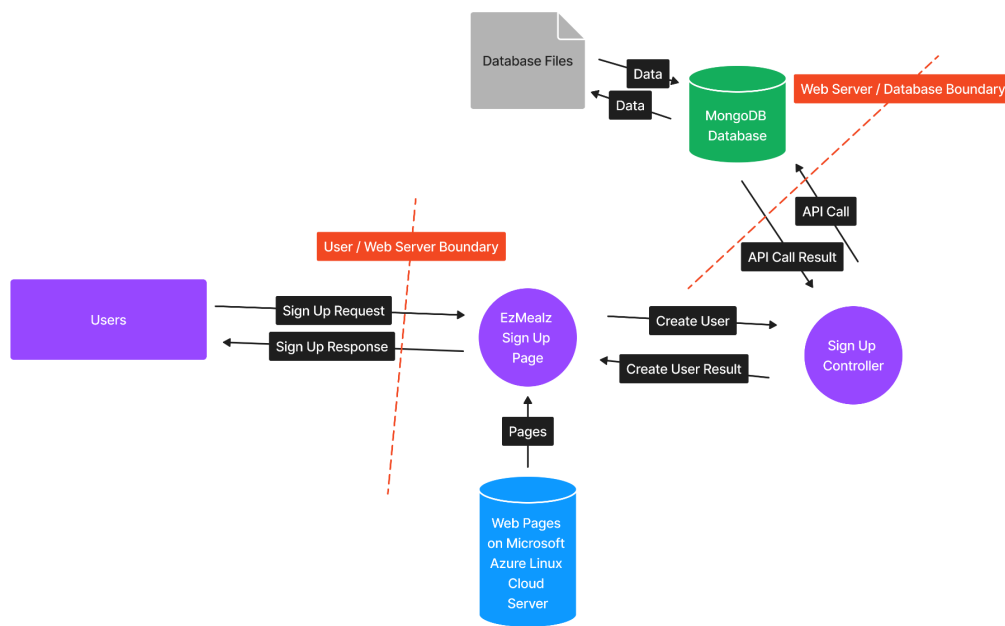 Database Files
Data
Data
MongoDB
Database
Web Server / Database Boundary
API Call
API Call Result
User / Web Server Boundary
Users
Sign Up Request
Sign Up Response
EzMealz
Sign Up
Page
Create User
Create User Result
Sign Up
Controller
Pages
Web Pages
on Microsoft
Azure Linux
Cloud
Server